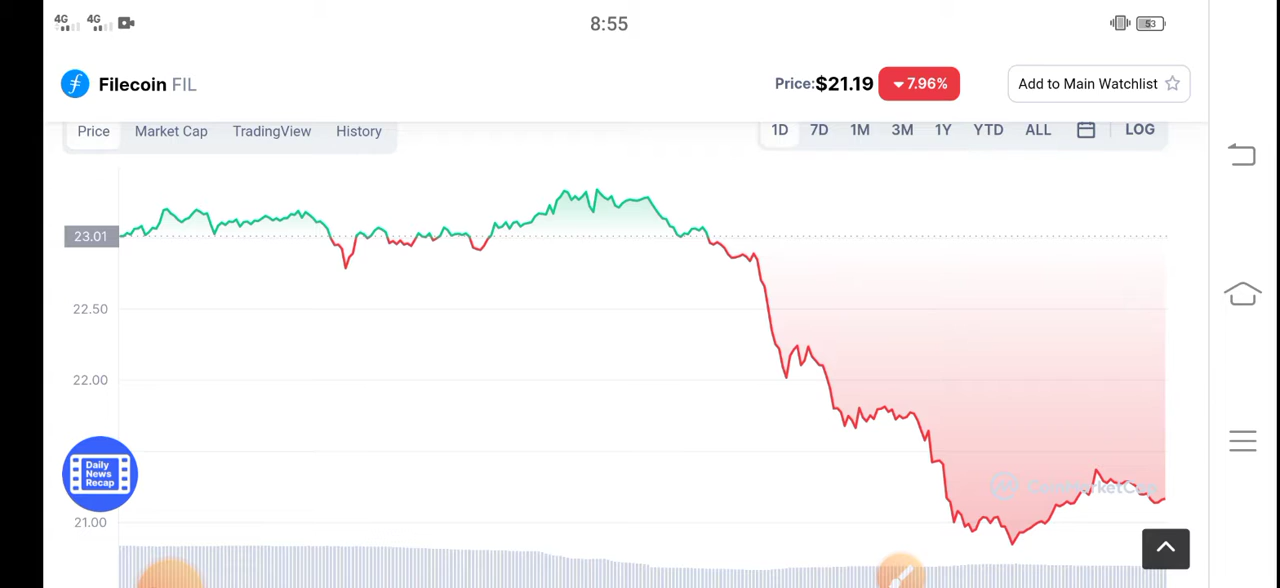 4G 4G 8:55 53
Filecoin FIL Price:$21.19 7.96% Add to Main Watchlist
Price Market Cap TradingView History 1D 7D 1M 3M 1Y YTD ALL LOG
23.01
22.50
22.00
Daily
News
Recap
CoinMarketCap
21.00